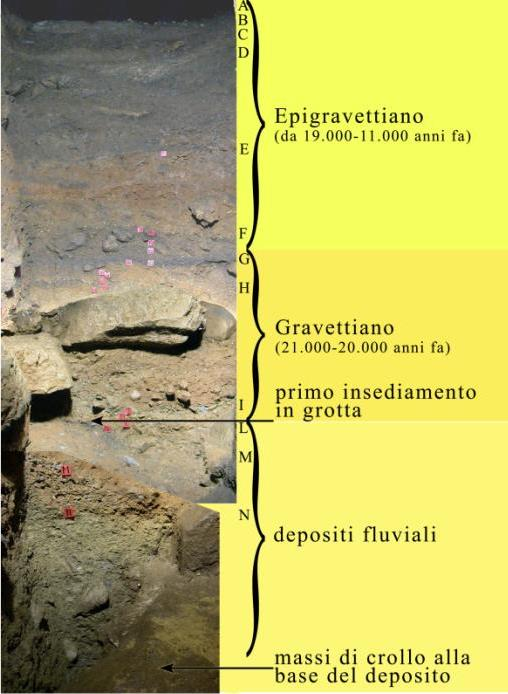 A
B
C
D
Epigravettiano
(da 19.000-11.000 anni fa)
E
F
G
H
Gravettiano
(21.000-20.000 anni fa)
primo insediamento
in grotta
I
L
M
N
depositi fluviali
massi di crollo alla
base del deposito